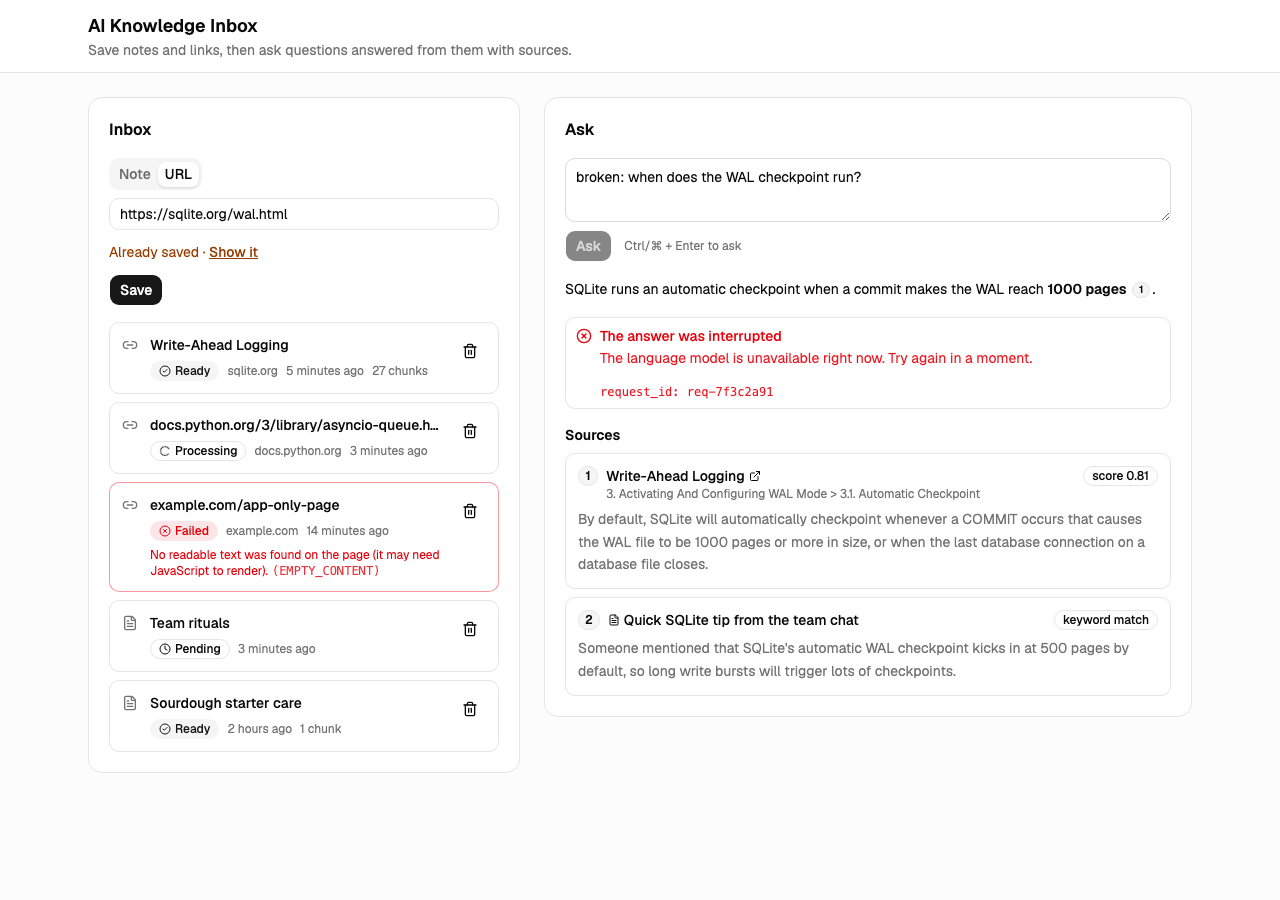 AI Knowledge Inbox
Save notes and links, then ask questions answered from them with sources.
Inbox
Note URL
https://sqlite.org/wal.html
Already saved · Show it
Save
Write-Ahead Logging
Ready sqlite.org 5 minutes ago 27 chunks
docs.python.org/3/library/asyncio-queue.h...
Processing docs.python.org 3 minutes ago
example.com/app-only-page
Failed example.com 14 minutes ago
No readable text was found on the page (it may need
JavaScript to render). (EMPTY_CONTENT)
Team rituals
Pending 3 minutes ago
Sourdough starter care
Ready 2 hours ago 1 chunk
Ask
broken: when does the WAL checkpoint run?
Ask Ctrl/⌘ + Enter to ask
SQLite runs an automatic checkpoint when a commit makes the WAL reach 1000 pages 1 .
The answer was interrupted
The language model is unavailable right now. Try again in a moment.
request_id: req-7f3c2a91
Sources
1 Write-Ahead Logging score 0.81
3. Activating And Configuring WAL Mode > 3.1. Automatic Checkpoint
By default, SQLite will automatically checkpoint whenever a COMMIT occurs that causes
the WAL file to be 1000 pages or more in size, or when the last database connection on a
database file closes.
2 Quick SQLite tip from the team chat keyword match
Someone mentioned that SQLite's automatic WAL checkpoint kicks in at 500 pages by
default, so long write bursts will trigger lots of checkpoints.